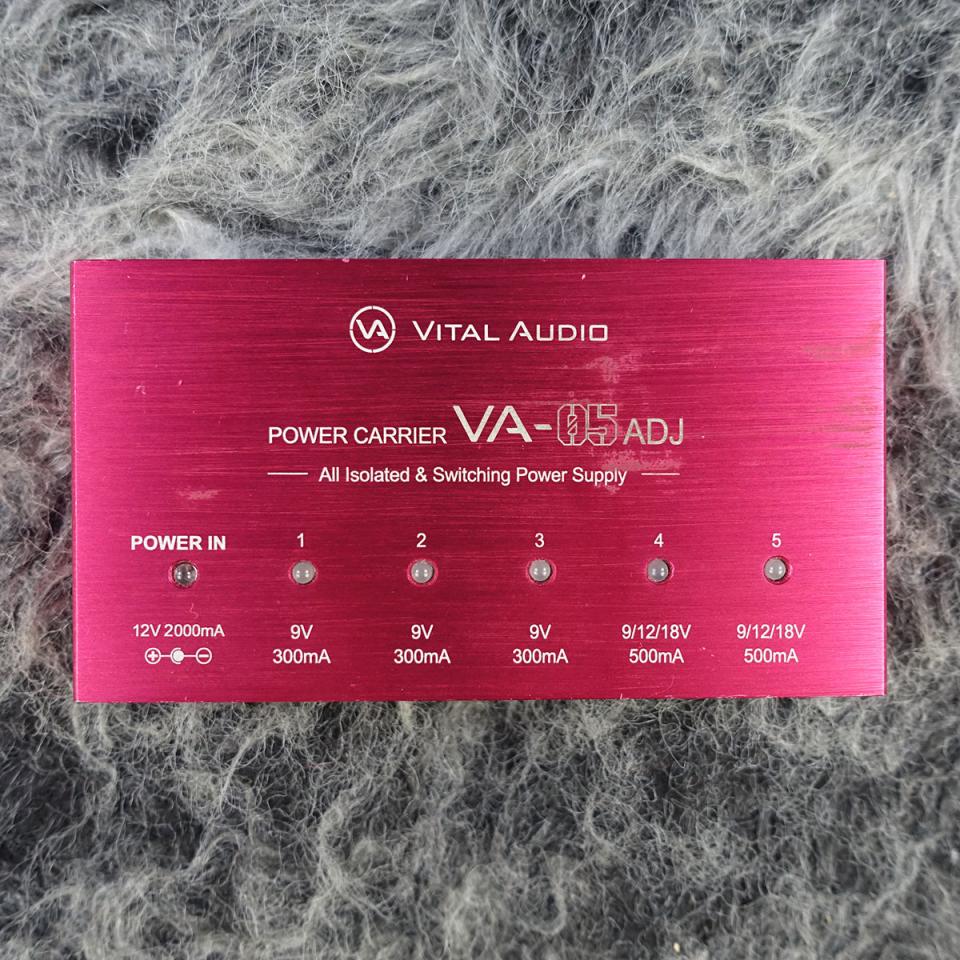 VA VITAL AUDIO
POWER CARRIER VA-05 ADJ
All Isolated & Switching Power Supply
POWER IN 1 2 3 4 5
12V 2000mA 9V 9V 9V 9/12/18V 9/12/18V
300mA 300mA 300mA 500mA 500mA